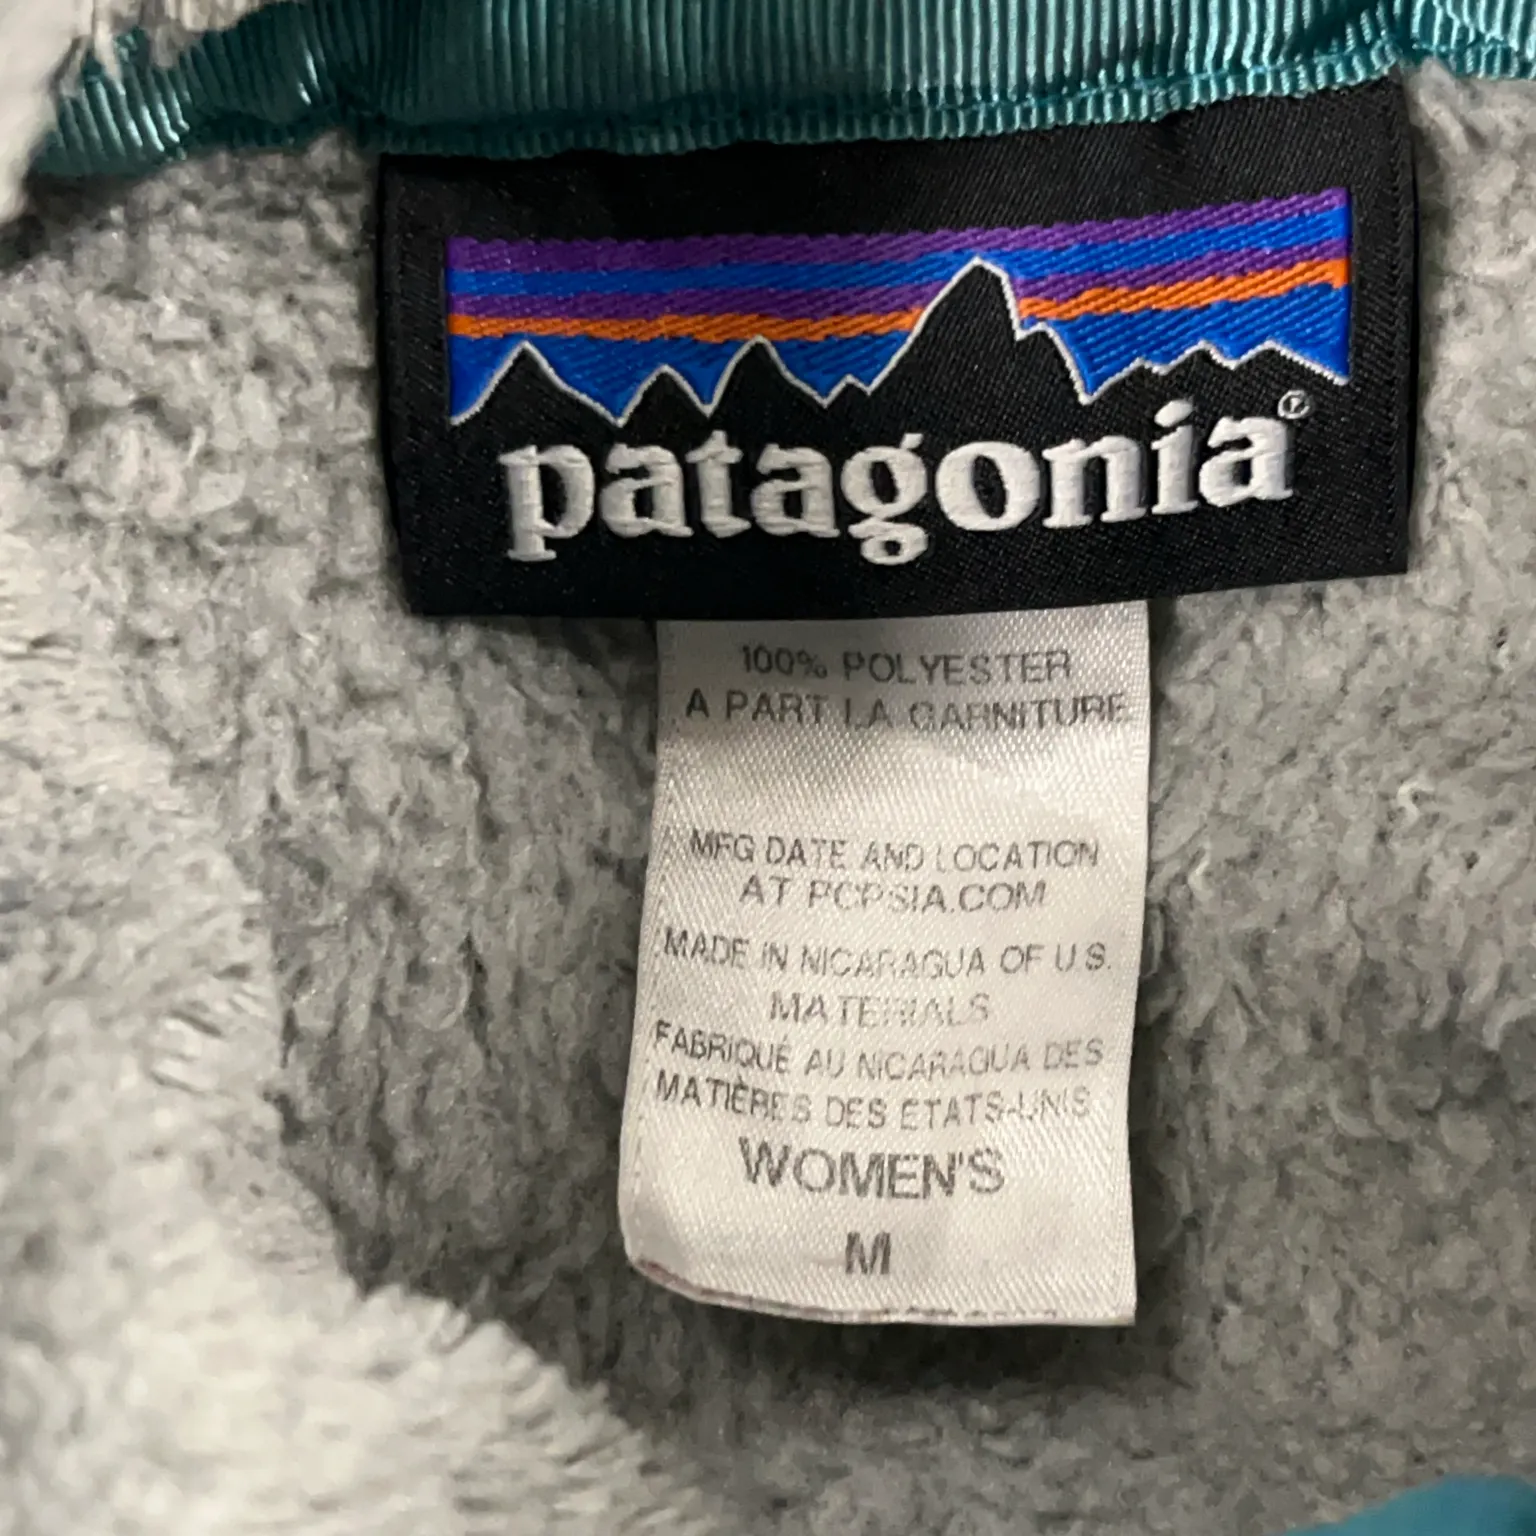 patagonia®
100% POLYESTER
A PART LA GARNITURE
MFG DATE AND LOCATION
AT PCPSIA.COM
MADE IN NICARAGUA OF U.S.
MATERIALS
FABRIQUÉ AU NICARAGUA DES
MATIÈRES DES ÉTATS-UNIS
WOMEN'S
M